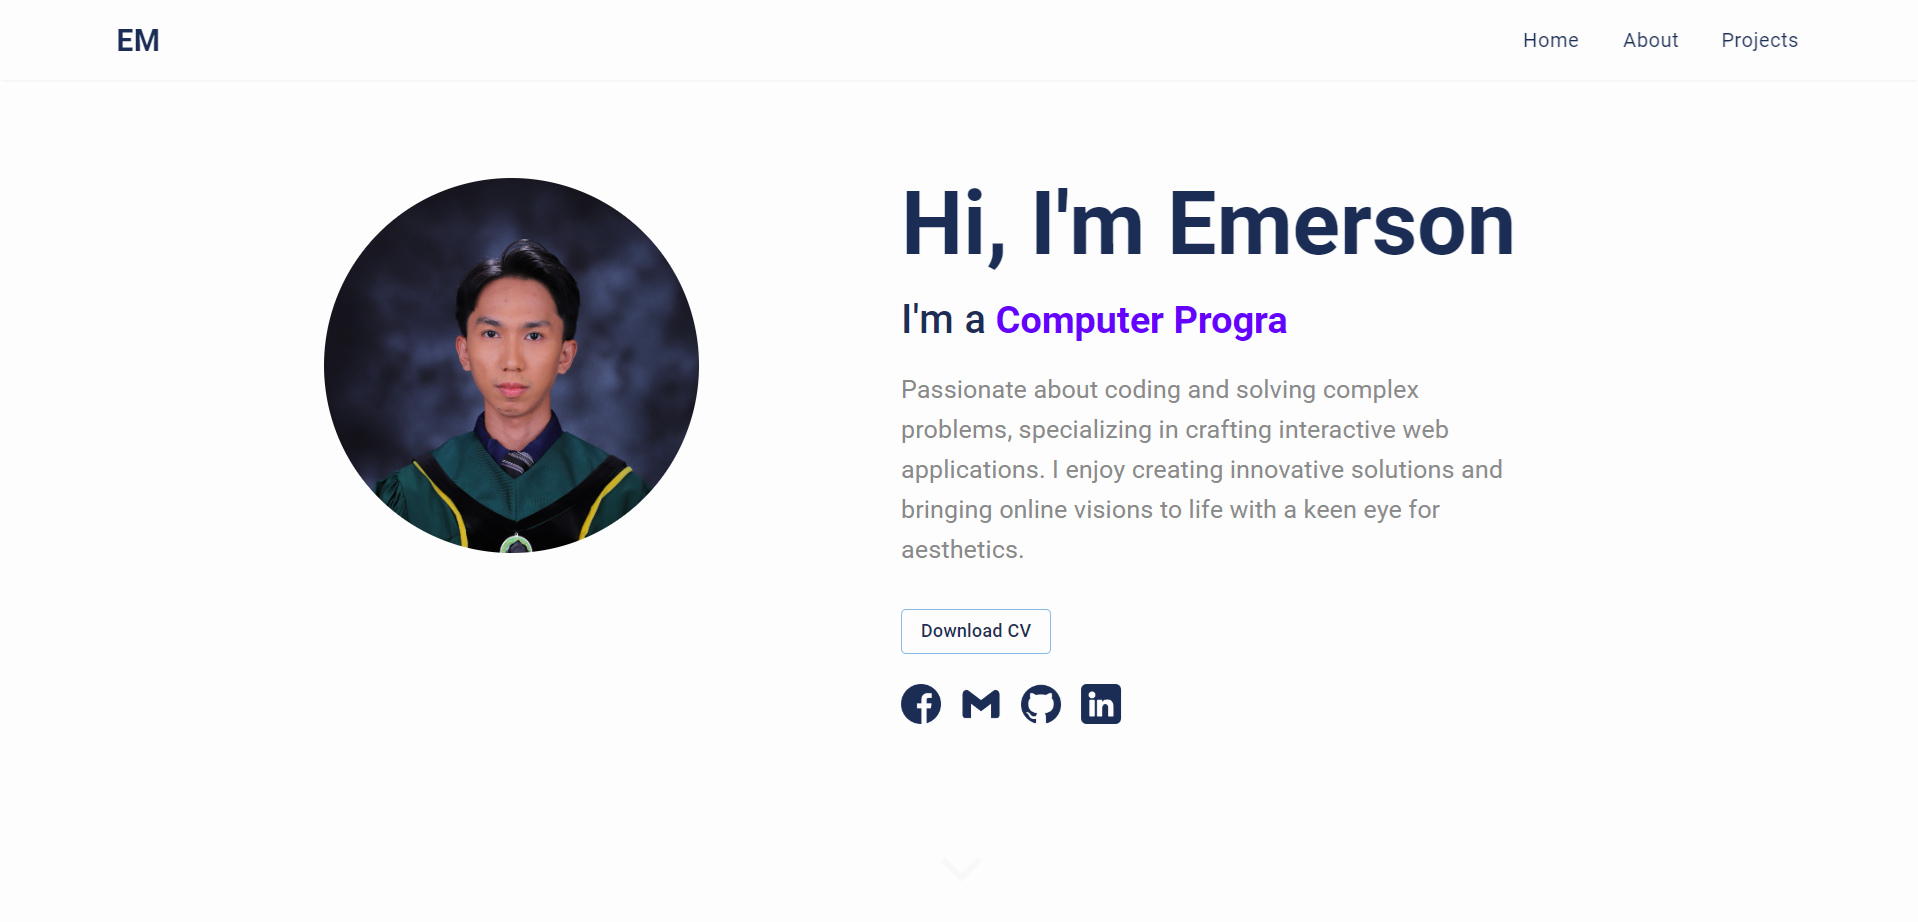 EM
Home About Projects
Hi, I'm Emerson
I'm a Computer Progra
Passionate about coding and solving complex
problems, specializing in crafting interactive web
applications. I enjoy creating innovative solutions and
bringing online visions to life with a keen eye for
aesthetics.
Download CV
in